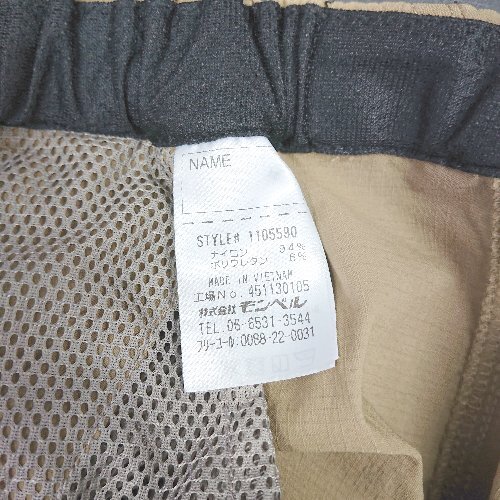 NAME
STYLE# 1105590
ナイロン 94%
ポリウレタン 6%
MADE IN VIETNAM
工場No. 451130105
株式会社 モンベル
TEL. 06-6531-3544
フリーコール. 0088-22-0031